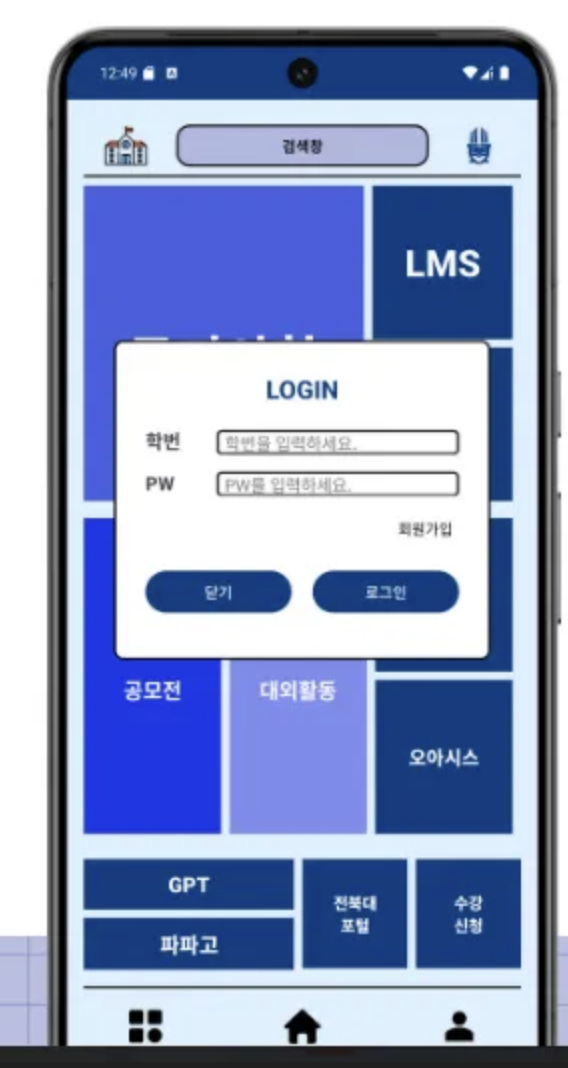 12:49
검색창
LMS
LOGIN
학번
학번을 입력하세요.
PW
PW를 입력하세요.
회원가입
닫기
로그인
공모전
대외활동
오아시스
GPT
전북대
포털
수강
신청
파파고